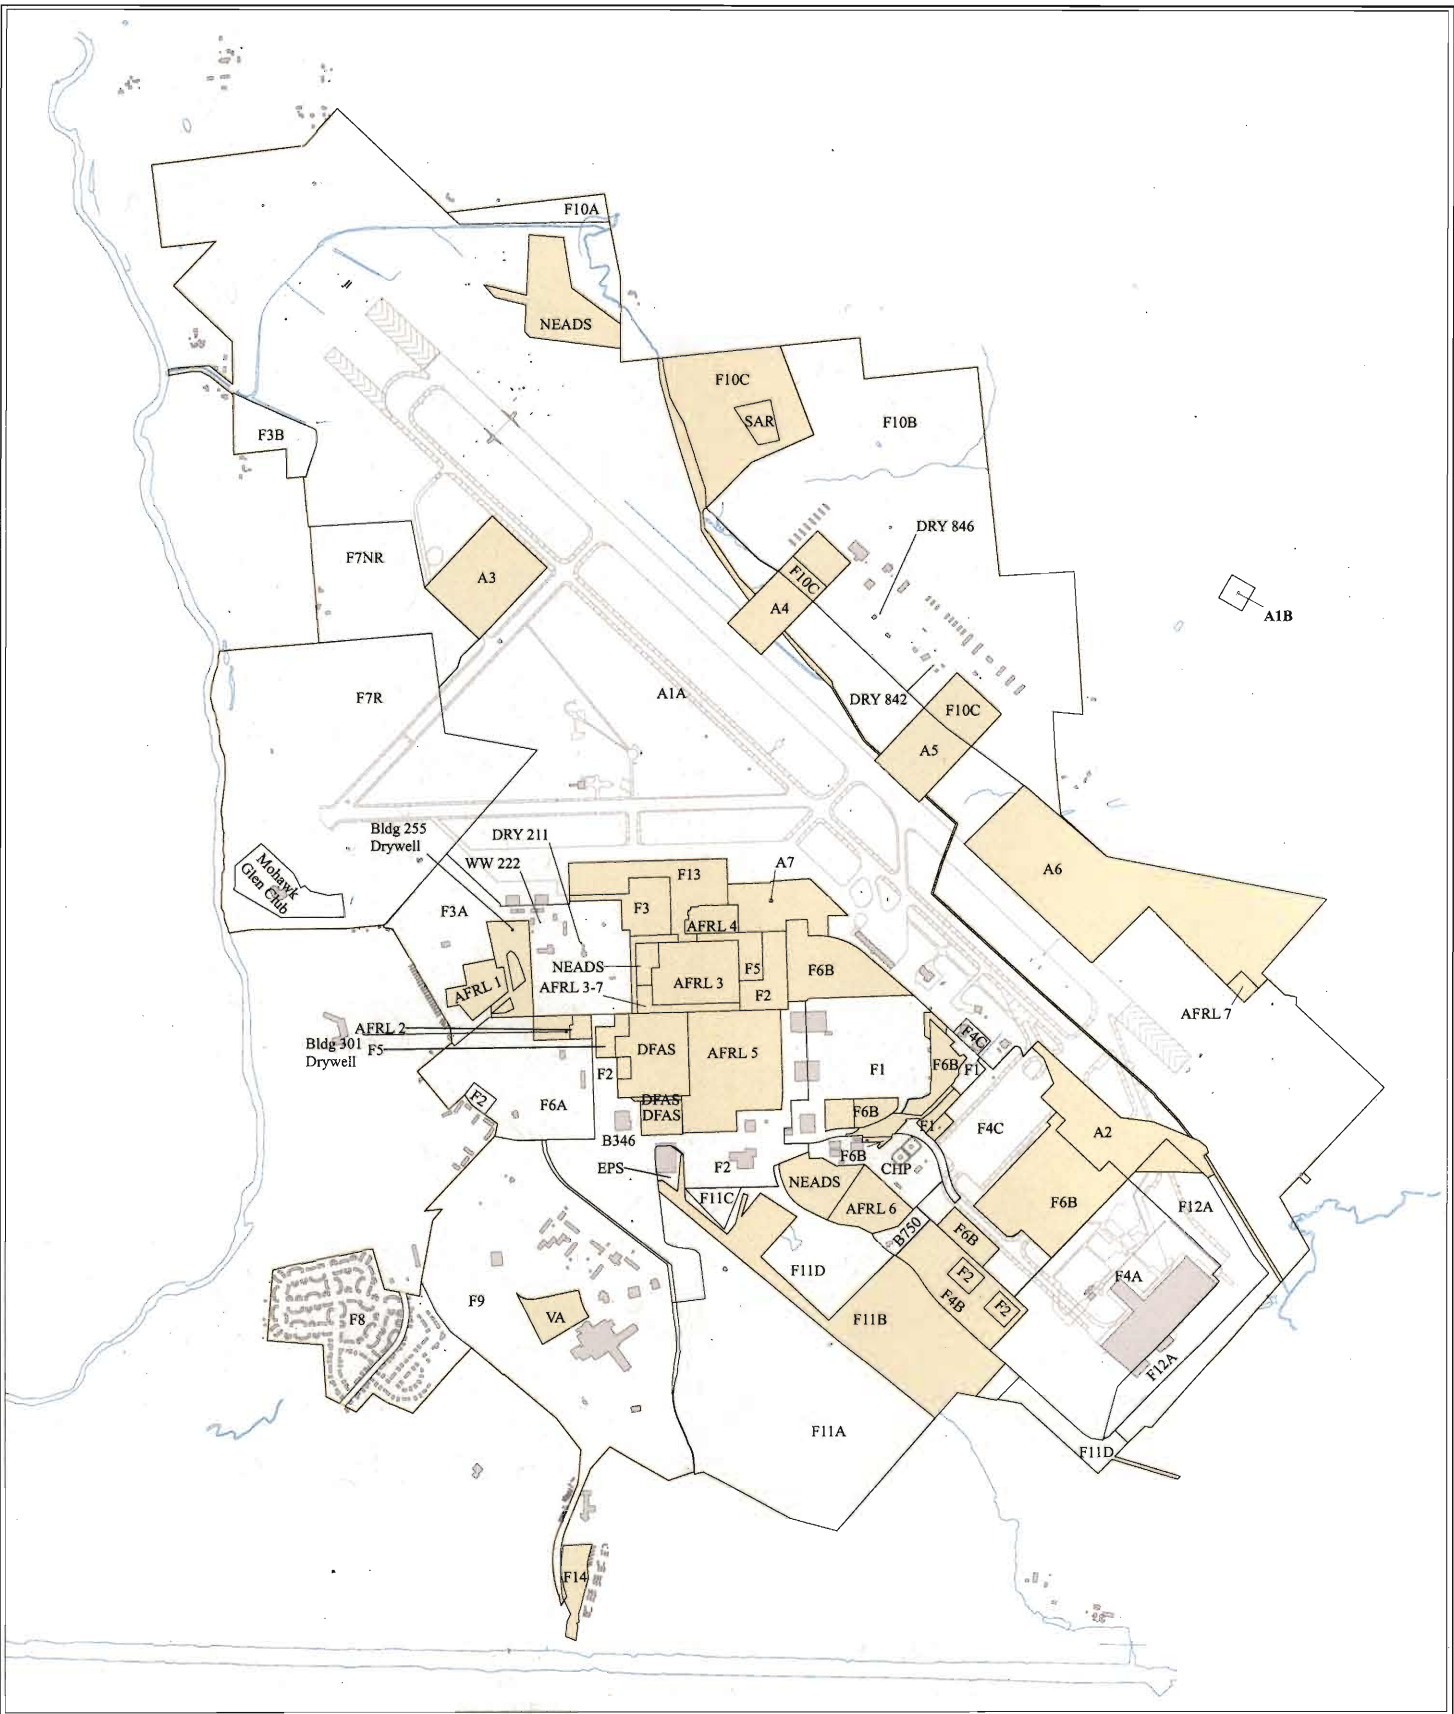 F10A
NEADS
F10C
SAR
F10B
F3B
DRY 846
F7NR
A3
F10C
A4
A1B
F7R
A1A
DRY 842
F10C
A5
Bldg 255
Drywell
DRY 211
WW 222
A7
F13
A6
Mohawk
Glen Club
F3A
F3
AFRL 4
NEADS
F5
F6B
AFRL 1
AFRL 3-7
AFRL 3
F2
AFRL 7
AFRL 2
Bldg 301
Drywell
F5
DFAS
AFRL 5
F4C
F2
F1
F6B
F1
F2
F6A
DFAS
DFAS
F6B
F1
F4C
A2
B346
EPS
F2
F6B
CHP
NEADS
F11C
AFRL 6
F6B
F12A
B750
F6B
F11D
F2
F4A
F9
F4B
F2
F8
VA
F11B
F12A
F11A
F11D
F14